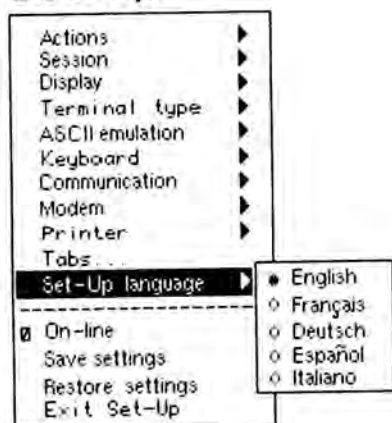 Actions
Session
Display
Terminal type
ASCII emulation
Keyboard
Communication
Modem
Printer
Tabs...
Set-Up language
English
Français
Deutsch
Español
Italiano
On-line
Save settings
Restore settings
Exit Set-Up